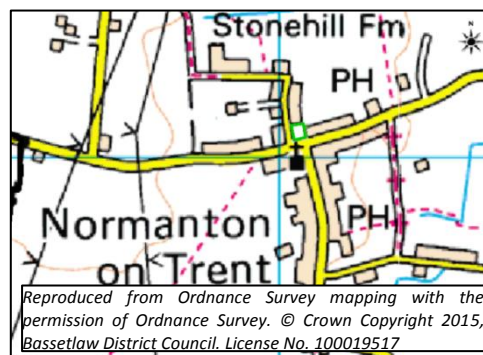 Stonehill Fm
N
PH
Normanton
PH
on Trent
Reproduced from Ordnance Survey mapping with the
permission of Ordnance Survey. © Crown Copyright 2015,
Bassetlaw District Council. License No. 100019517